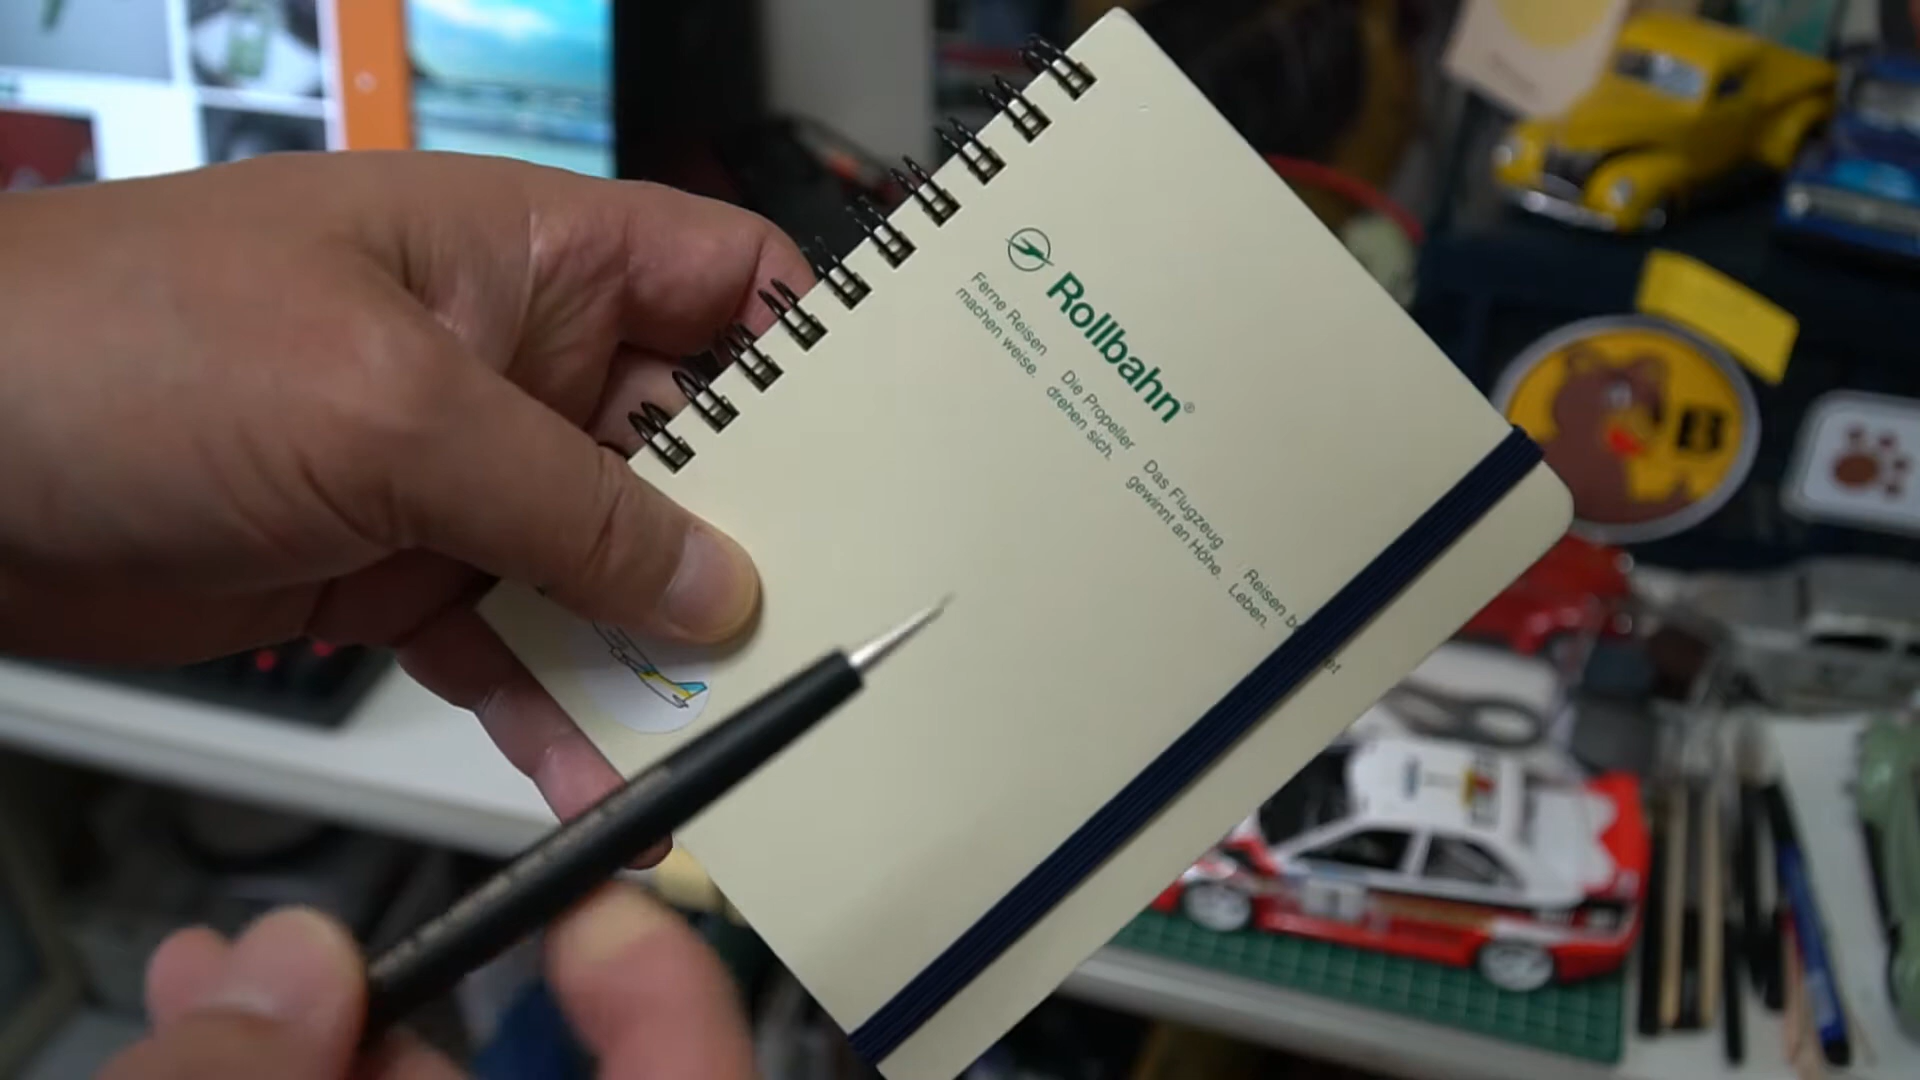 Rollbahn®
Ferne Reisen
machen weise.
Die Propeller
drehen sich.
Das Flugzeug
gewinnt an Höhe.
Reisen
Leben.
B